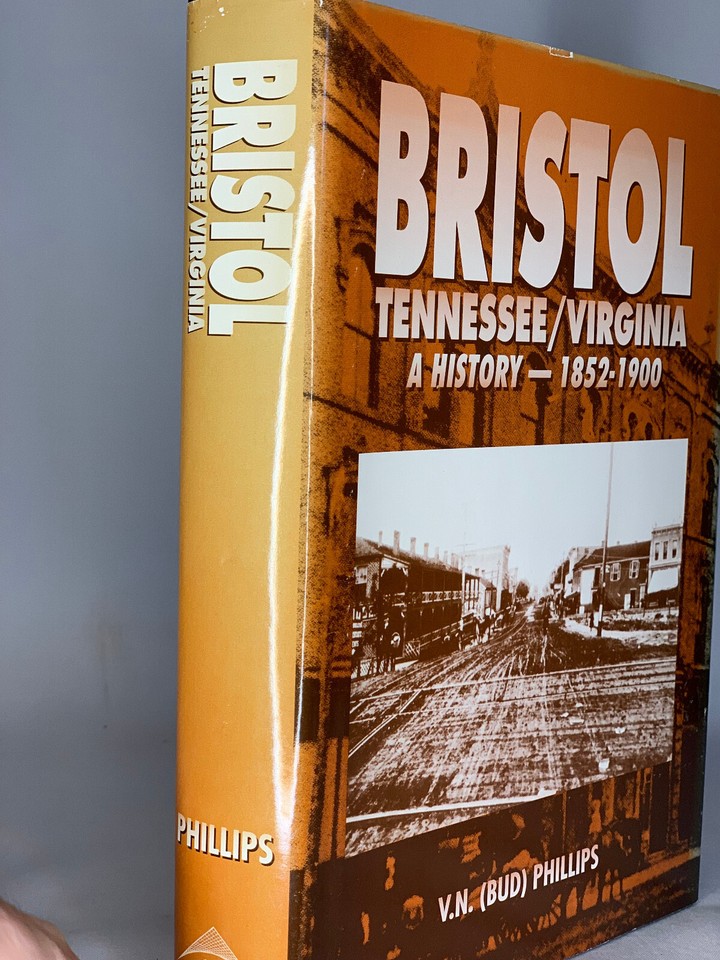 BRISTOL
TENNESSEE/VIRGINIA
PHILLIPS
BRISTOL
TENNESSEE/VIRGINIA
A HISTORY — 1852-1900
V.N. (BUD) PHILLIPS